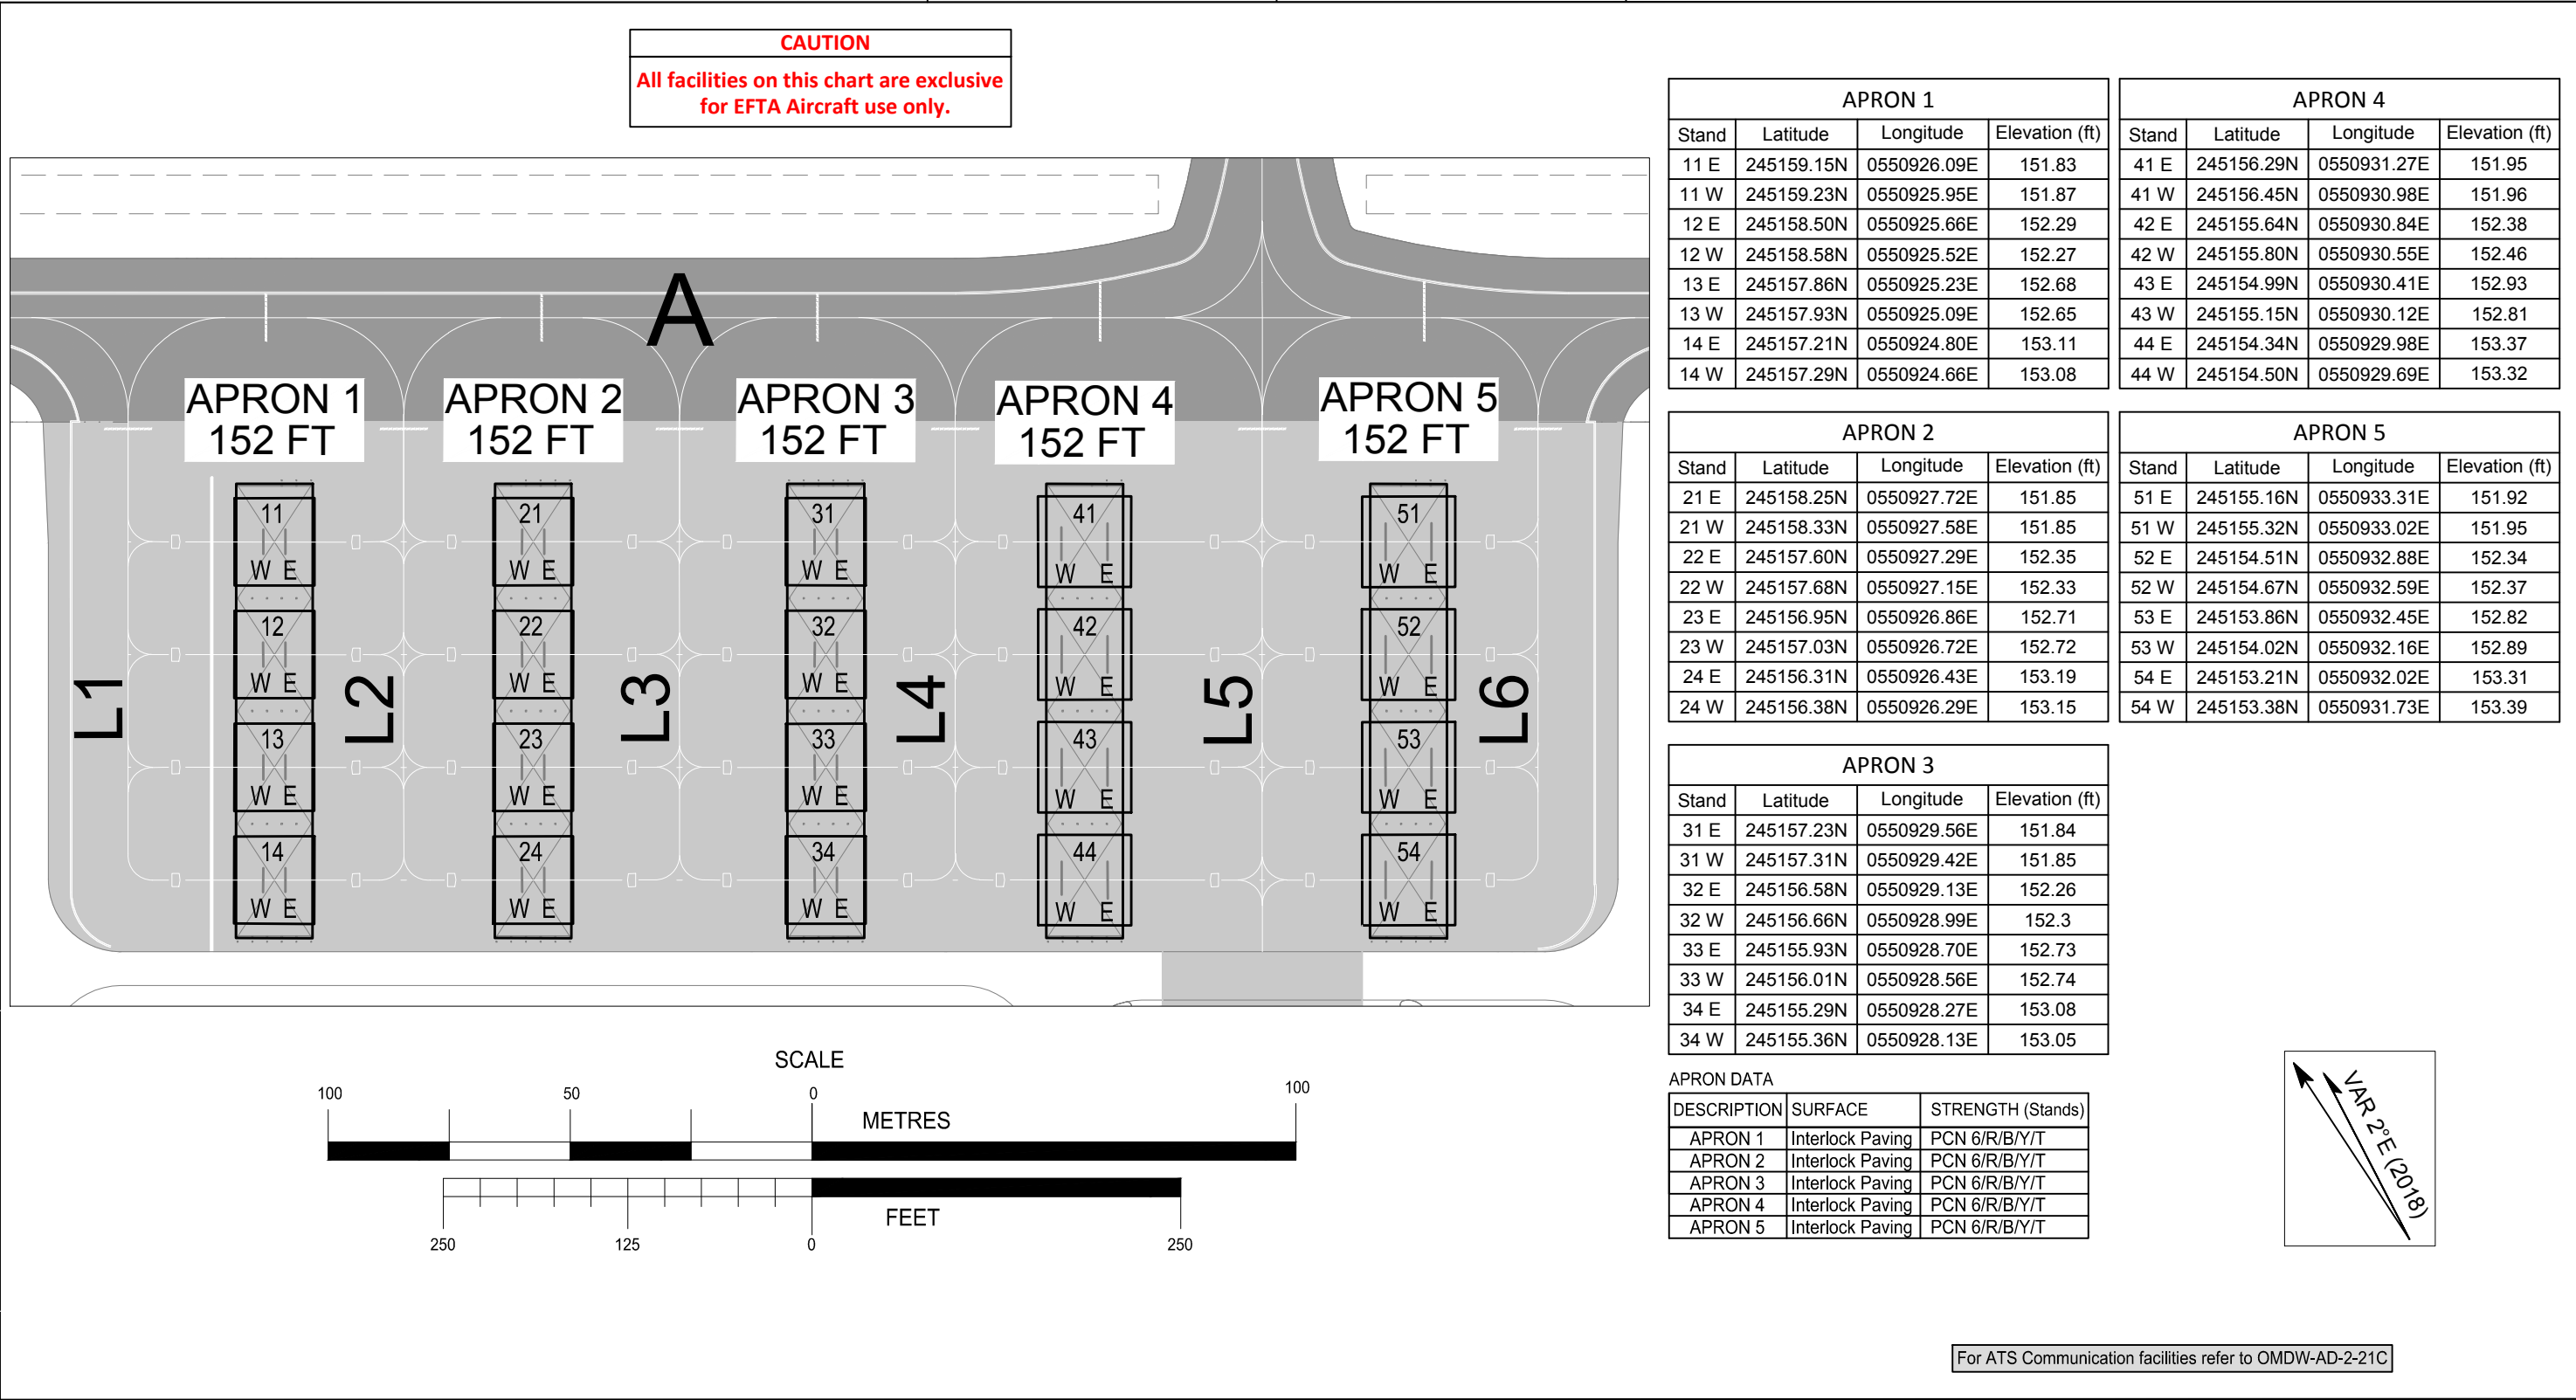 CAUTION
All facilities on this chart are exclusive
for EFTA Aircraft use only.
A
APRON 1
152 FT
APRON 2
152 FT
APRON 3
152 FT
APRON 4
152 FT
APRON 5
152 FT
11
W E
12
W E
13
W E
14
W E
21
W E
22
W E
23
W E
24
W E
31
W E
32
W E
33
W E
34
W E
41
W E
42
W E
43
W E
44
W E
51
W E
52
W E
53
W E
54
W E
L1
L2
L3
L4
L5
L6
APRON 1
Stand Latitude Longitude Elevation (ft)
11 E 245159.15N 0550926.09E 151.83
11 W 245159.23N 0550925.95E 151.87
12 E 245158.50N 0550925.66E 152.29
12 W 245158.58N 0550925.52E 152.27
13 E 245157.86N 0550925.23E 152.68
13 W 245157.93N 0550925.09E 152.65
14 E 245157.21N 0550924.80E 153.11
14 W 245157.29N 0550924.66E 153.08
APRON 4
Stand Latitude Longitude Elevation (ft)
41 E 245156.29N 0550931.27E 151.95
41 W 245156.45N 0550930.98E 151.96
42 E 245155.64N 0550930.84E 152.38
42 W 245155.80N 0550930.55E 152.46
43 E 245154.99N 0550930.41E 152.93
43 W 245155.15N 0550930.12E 152.81
44 E 245154.34N 0550929.98E 153.37
44 W 245154.50N 0550929.69E 153.32
APRON 2
Stand Latitude Longitude Elevation (ft)
21 E 245158.25N 0550927.72E 151.85
21 W 245158.33N 0550927.58E 151.85
22 E 245157.60N 0550927.29E 152.35
22 W 245157.68N 0550927.15E 152.33
23 E 245156.95N 0550926.86E 152.71
23 W 245157.03N 0550926.72E 152.72
24 E 245156.31N 0550926.43E 153.19
24 W 245156.38N 0550926.29E 153.15
APRON 5
Stand Latitude Longitude Elevation (ft)
51 E 245155.16N 0550933.31E 151.92
51 W 245155.32N 0550933.02E 151.95
52 E 245154.51N 0550932.88E 152.34
52 W 245154.67N 0550932.59E 152.37
53 E 245153.86N 0550932.45E 152.82
53 W 245154.02N 0550932.16E 152.89
54 E 245153.21N 0550932.02E 153.31
54 W 245153.38N 0550931.73E 153.39
APRON 3
Stand Latitude Longitude Elevation (ft)
31 E 245157.23N 0550929.56E 151.84
31 W 245157.31N 0550929.42E 151.85
32 E 245156.58N 0550929.13E 152.26
32 W 245156.66N 0550928.99E 152.3
33 E 245155.93N 0550928.70E 152.73
33 W 245156.01N 0550928.56E 152.74
34 E 245155.29N 0550928.27E 153.08
34 W 245155.36N 0550928.13E 153.05
SCALE
100 50 0 100
METRES
FEET
250 125 0 250
APRON DATA
DESCRIPTION SURFACE STRENGTH (Stands)
APRON 1 Interlock Paving PCN 6/R/B/Y/T
APRON 2 Interlock Paving PCN 6/R/B/Y/T
APRON 3 Interlock Paving PCN 6/R/B/Y/T
APRON 4 Interlock Paving PCN 6/R/B/Y/T
APRON 5 Interlock Paving PCN 6/R/B/Y/T
VAR 2°E (2018)
For ATS Communication facilities refer to OMDW-AD-2-21C